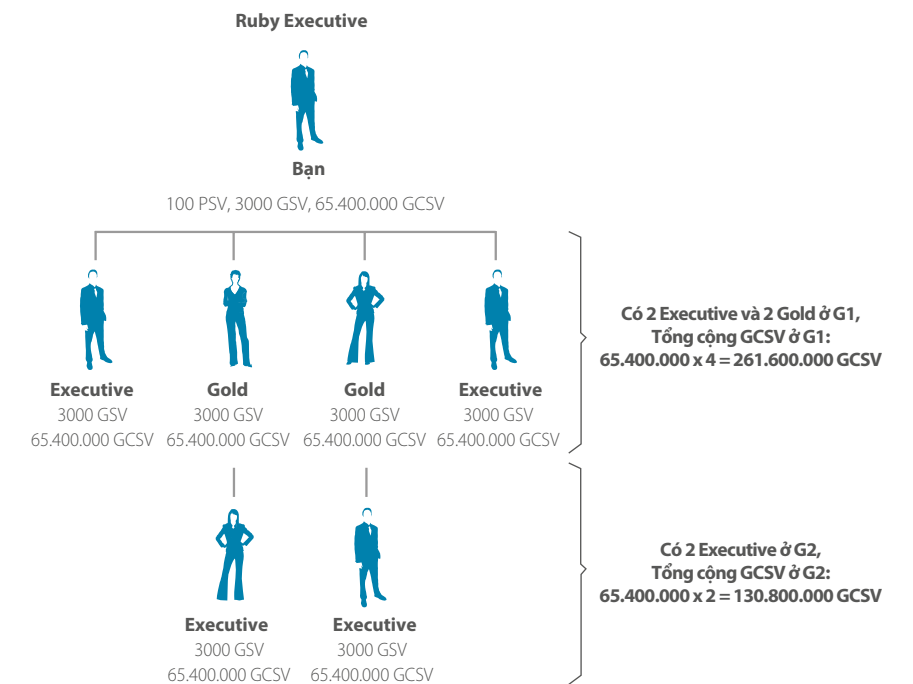 Ruby Executive
Bạn
100 PSV, 3000 GSV, 65.400.000 GCSV
Executive
3000 GSV
65.400.000 GCSV
Gold
3000 GSV
65.400.000 GCSV
Gold
3000 GSV
65.400.000 GCSV
Executive
3000 GSV
65.400.000 GCSV
Có 2 Executive và 2 Gold ở G1,
Tổng cộng GCSV ở G1:
65.400.000 x 4 = 261.600.000 GCSV
Executive
3000 GSV
65.400.000 GCSV
Executive
3000 GSV
65.400.000 GCSV
Có 2 Executive ở G2,
Tổng cộng GCSV ở G2:
65.400.000 x 2 = 130.800.000 GCSV